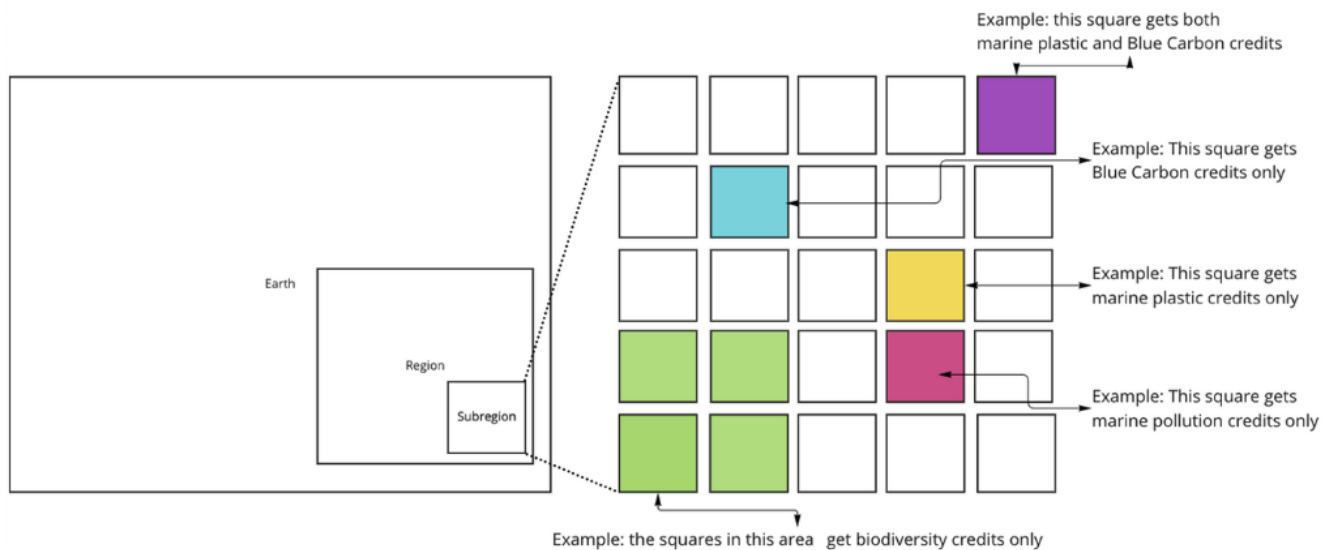 Example: this square gets both
marine plastic and Blue Carbon credits
Example: This square gets
Blue Carbon credits only
Earth
Example: This square gets
marine plastic credits only
Region
Subregion
Example: This square gets
marine pollution credits only
Example: the squares in this area get biodiversity credits only